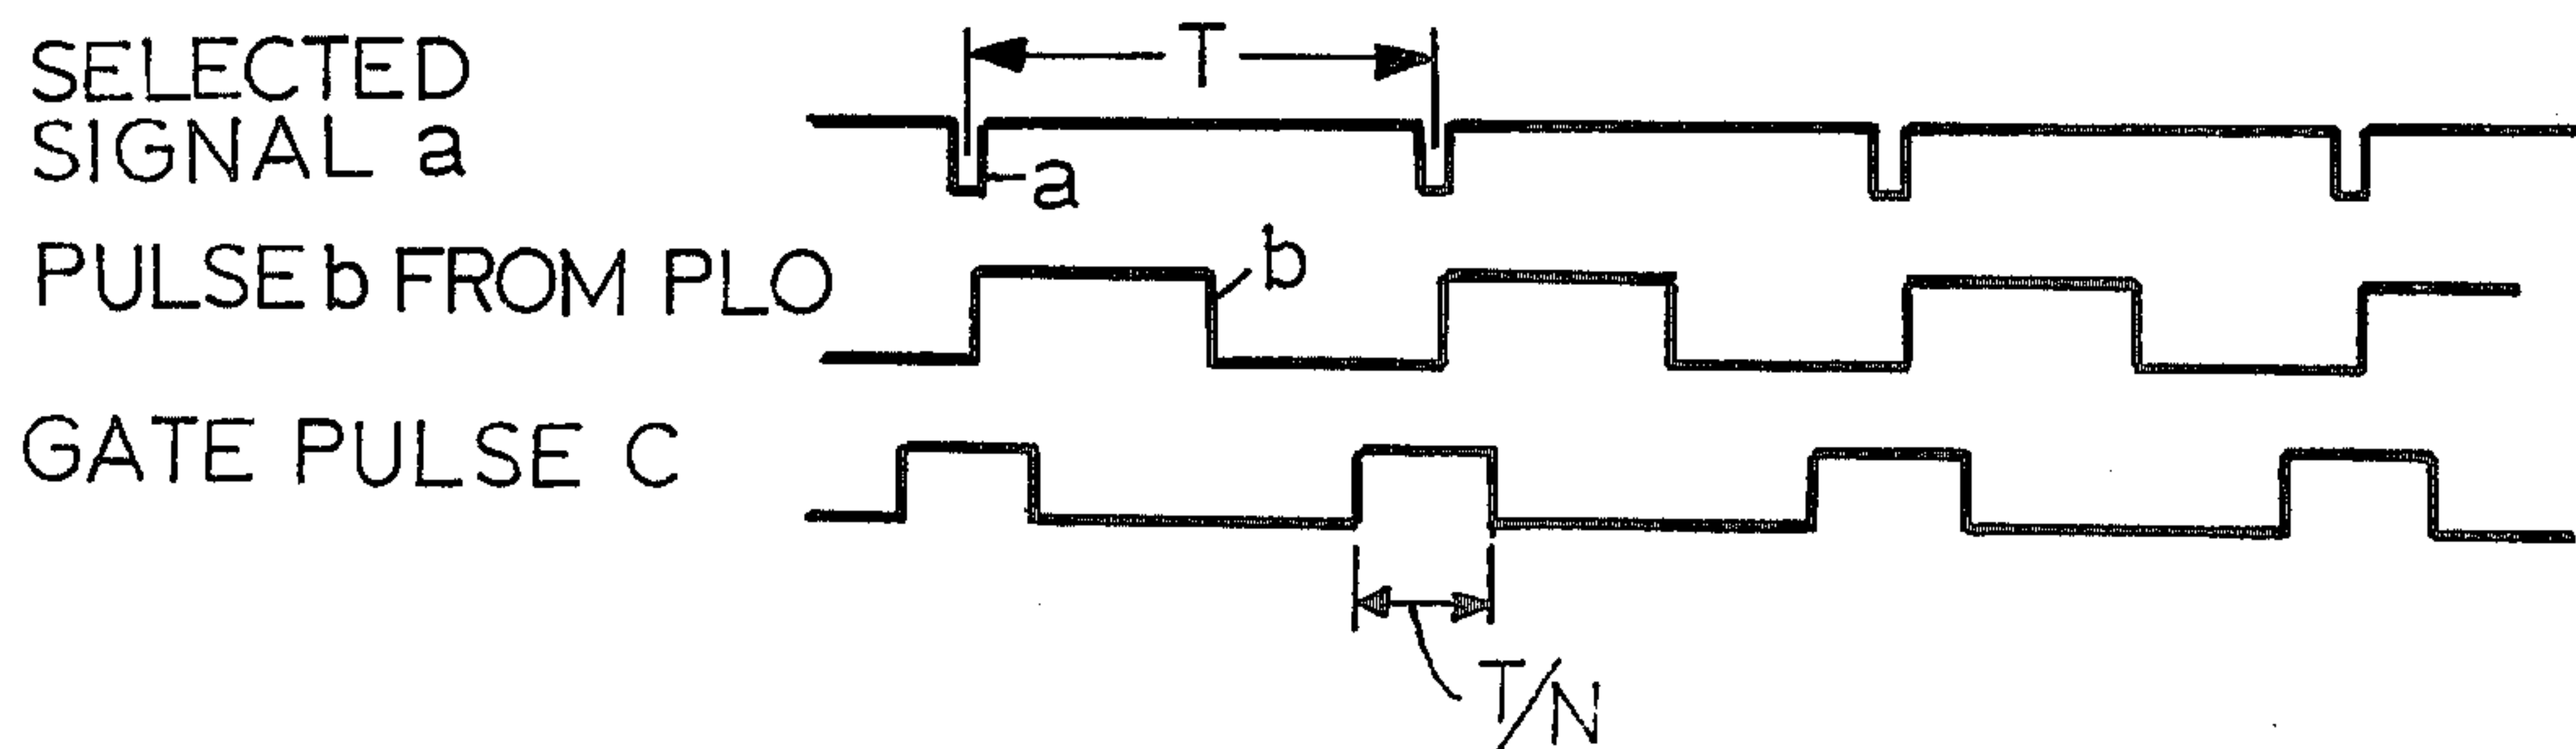 SELECTED
SIGNAL a
T
a
PULSE b FROM PLO
b
GATE PULSE C
T/N